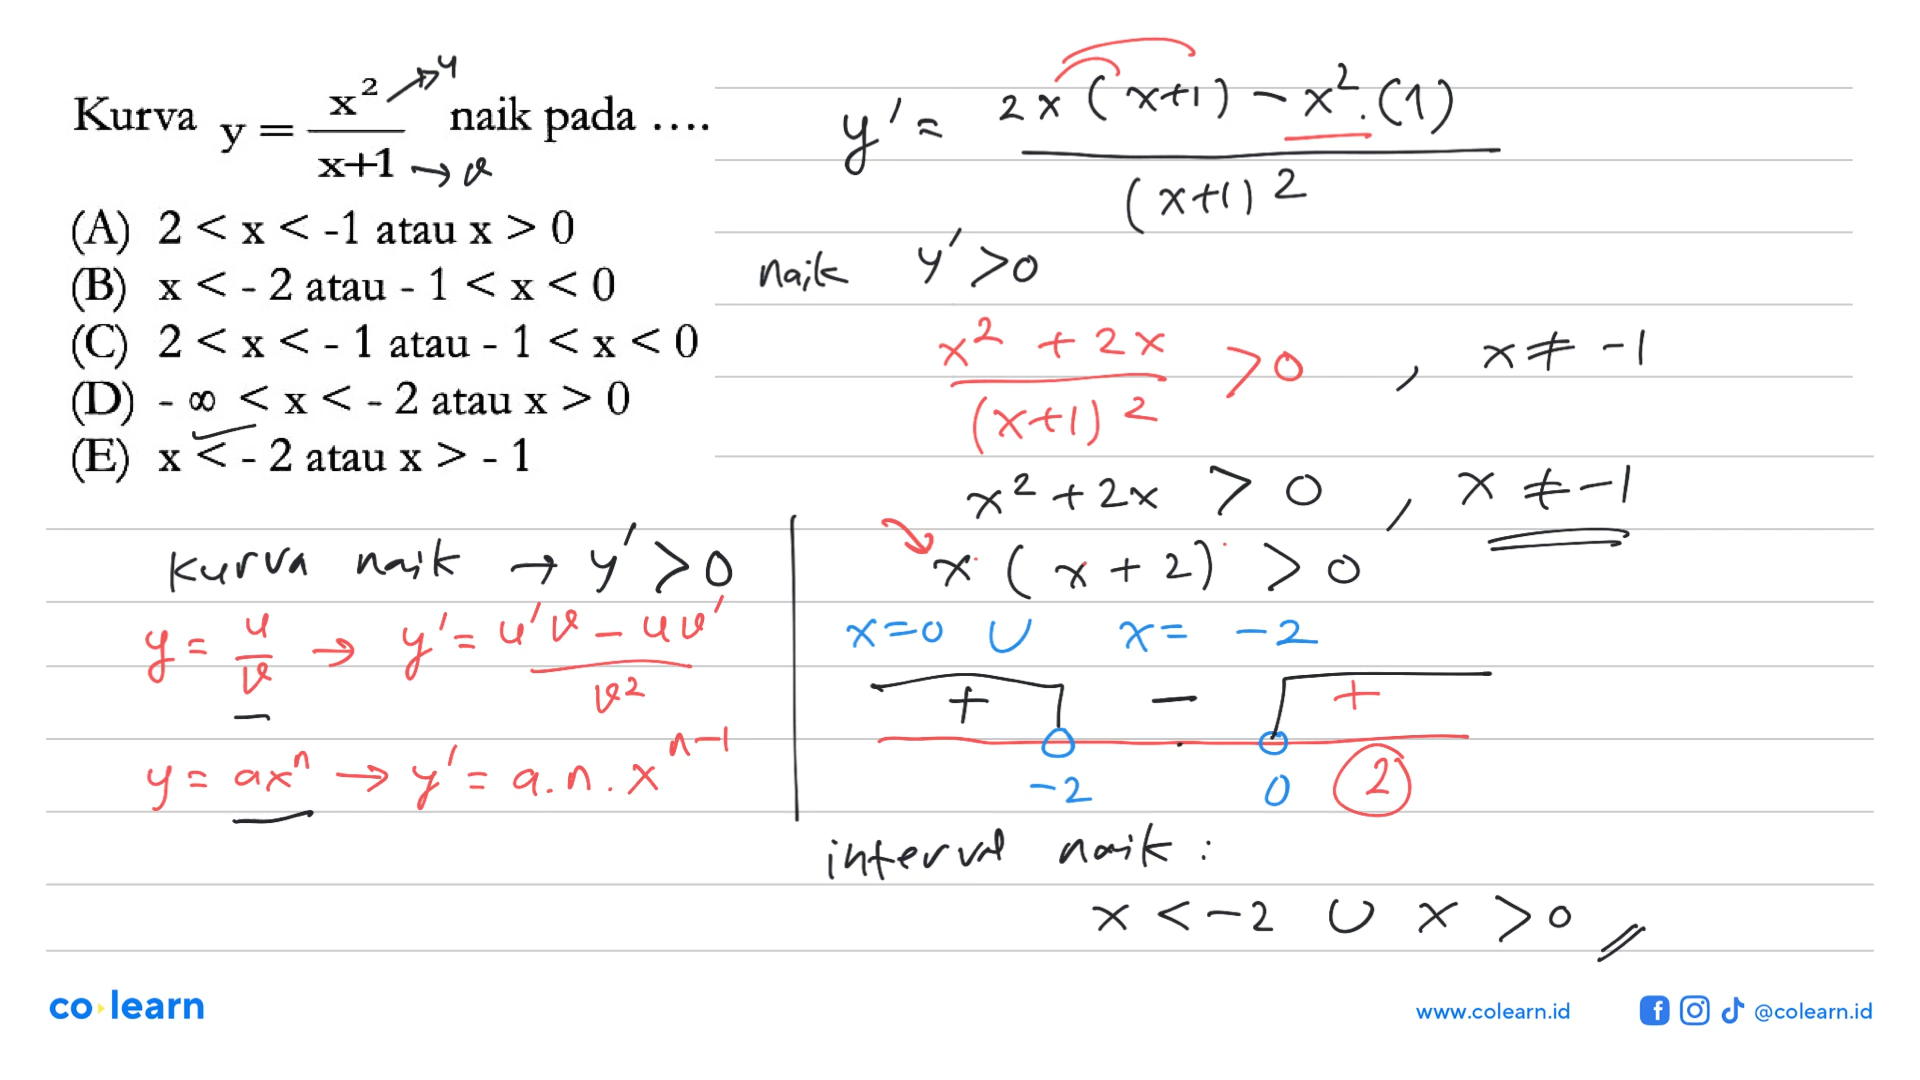 Kurva y = x²/(x+1) naik pada ....
→ u
→ v
(A) 2 < x < -1 atau x > 0
(B) x < - 2 atau - 1 < x < 0
(C) 2 < x < - 1 atau - 1 < x < 0
(D) - ∞ < x < - 2 atau x > 0
(E) x < - 2 atau x > - 1
Kurva naik → y' > 0
y = u/v → y' = (u'v - uv')/v²
y = axⁿ → y' = a.n.xⁿ⁻¹
y' = (2x(x+1) - x².(1))/(x+1)²
naik y' > 0
(x² + 2x)/(x+1)² > 0 , x ≠ -1
x² + 2x > 0 , x ≠ -1
x (x + 2) > 0
x=0 ∪ x= -2
+ - +
-2 0 2
interval naik :
x < -2 ∪ x > 0
co learn
www.colearn.id @colearn.id